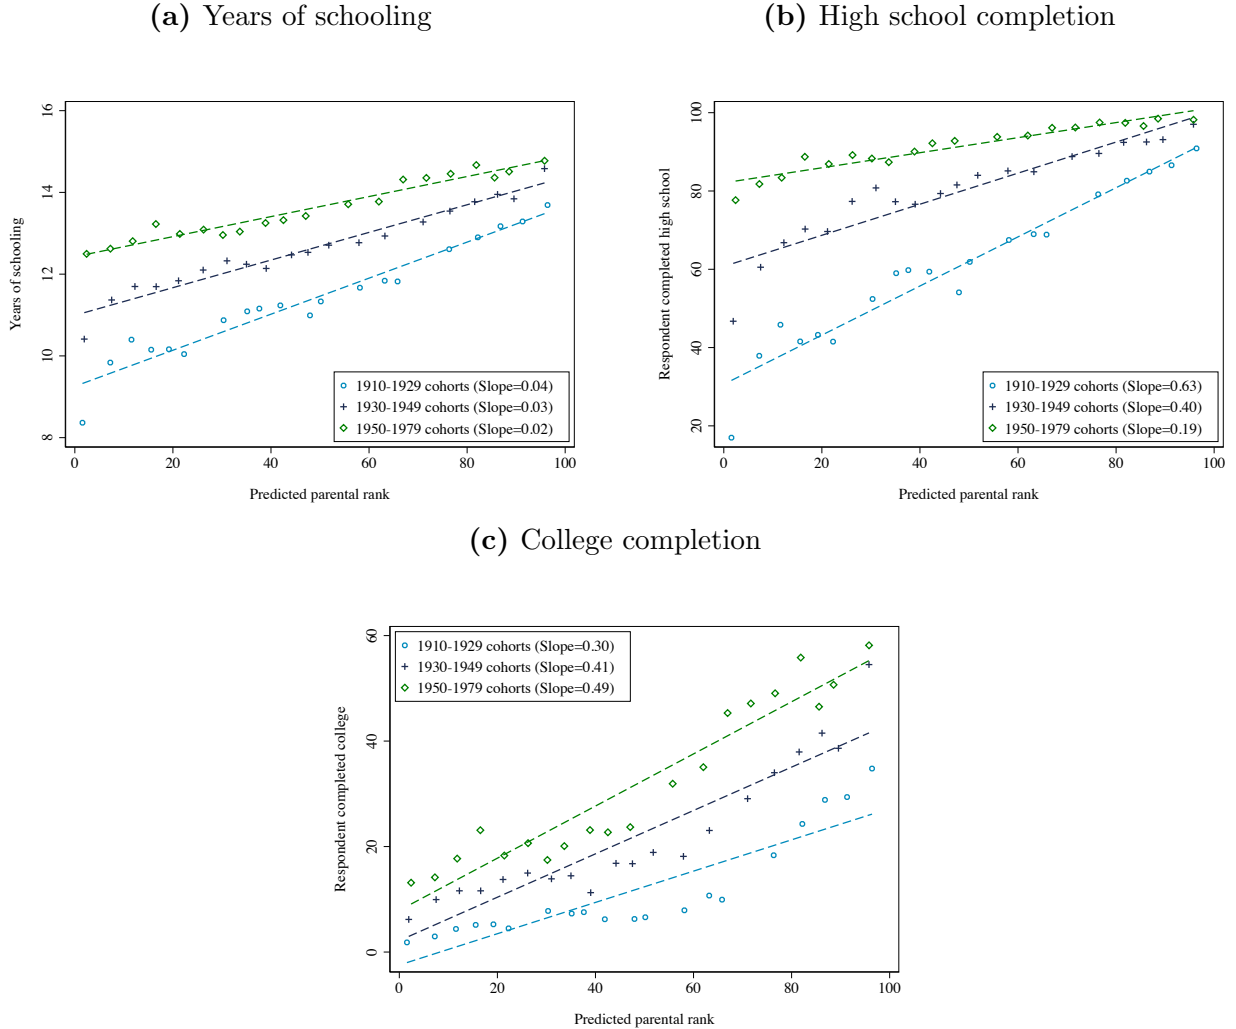 (a) Years of schooling
16
14
12
10
8
Years of schooling
0 20 40 60 80 100
Predicted parental rank
1910-1929 cohorts (Slope=0.04)
1930-1949 cohorts (Slope=0.03)
1950-1979 cohorts (Slope=0.02)
(b) High school completion
100
80
60
40
20
Respondent completed high school
0 20 40 60 80 100
Predicted parental rank
1910-1929 cohorts (Slope=0.63)
1930-1949 cohorts (Slope=0.40)
1950-1979 cohorts (Slope=0.19)
(c) College completion
60
40
20
0
Respondent completed college
0 20 40 60 80 100
Predicted parental rank
1910-1929 cohorts (Slope=0.30)
1930-1949 cohorts (Slope=0.41)
1950-1979 cohorts (Slope=0.49)